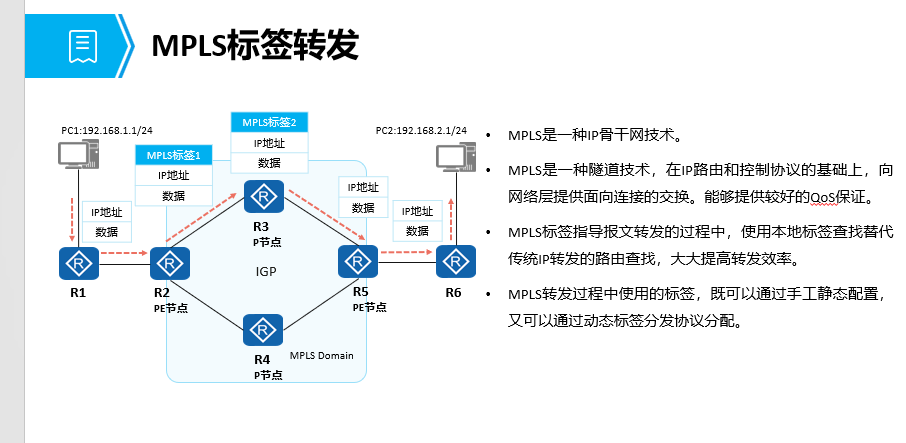 MPLS标签转发
PC1:192.168.1.1/24
MPLS标签2
IP地址
数据
PC2:192.168.2.1/24
MPLS标签1
IP地址
数据
IP地址
数据
IP地址
数据
IP地址
数据
R
R3
P节点
R
R1
R
R2
PE节点
IGP
R
R5
PE节点
R
R6
R
R4
P节点
MPLS Domain
• MPLS是一种IP骨干网技术。
• MPLS是一种隧道技术，在IP路由和控制协议的基础上，向
网络层提供面向连接的交换。能够提供较好的QoS保证。
• MPLS标签指导报文转发的过程中，使用本地标签查找替代
传统IP转发的路由查找，大大提高转发效率。
• MPLS转发过程中使用的标签，既可以通过手工静态配置，
又可以通过动态标签分发协议分配。